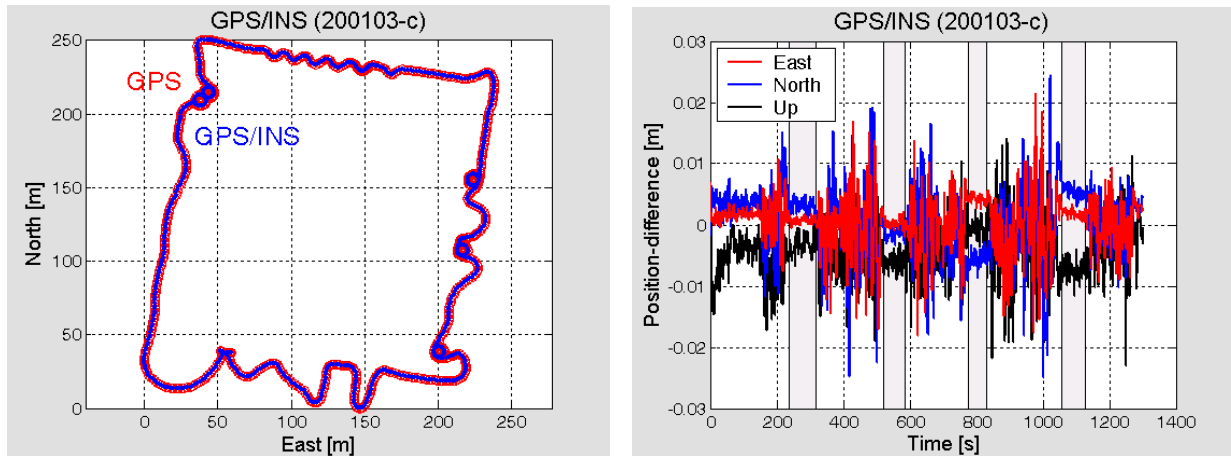 GPS/INS (200103-c)
250
200
150
100
50
0
North [m]
GPS
GPS/INS
0
50
100
150
200
250
East [m]
GPS/INS (200103-c)
0.03
0.02
0.01
0
-0.01
-0.02
-0.03
Position-difference [m]
East
North
Up
0
200
400
600
800
1000
1200
1400
Time [s]